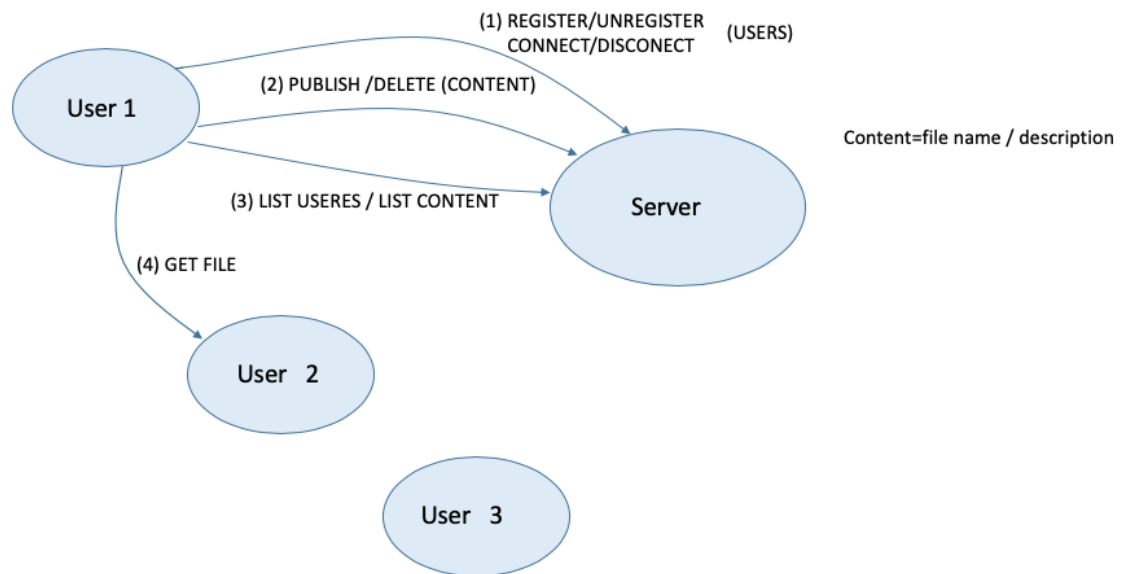 (1) REGISTER/UNREGISTER
CONNECT/DISCONECT
(USERS)
User 1
(2) PUBLISH /DELETE (CONTENT)
Content=file name / description
(3) LIST USERES / LIST CONTENT
Server
(4) GET FILE
User 2
User 3